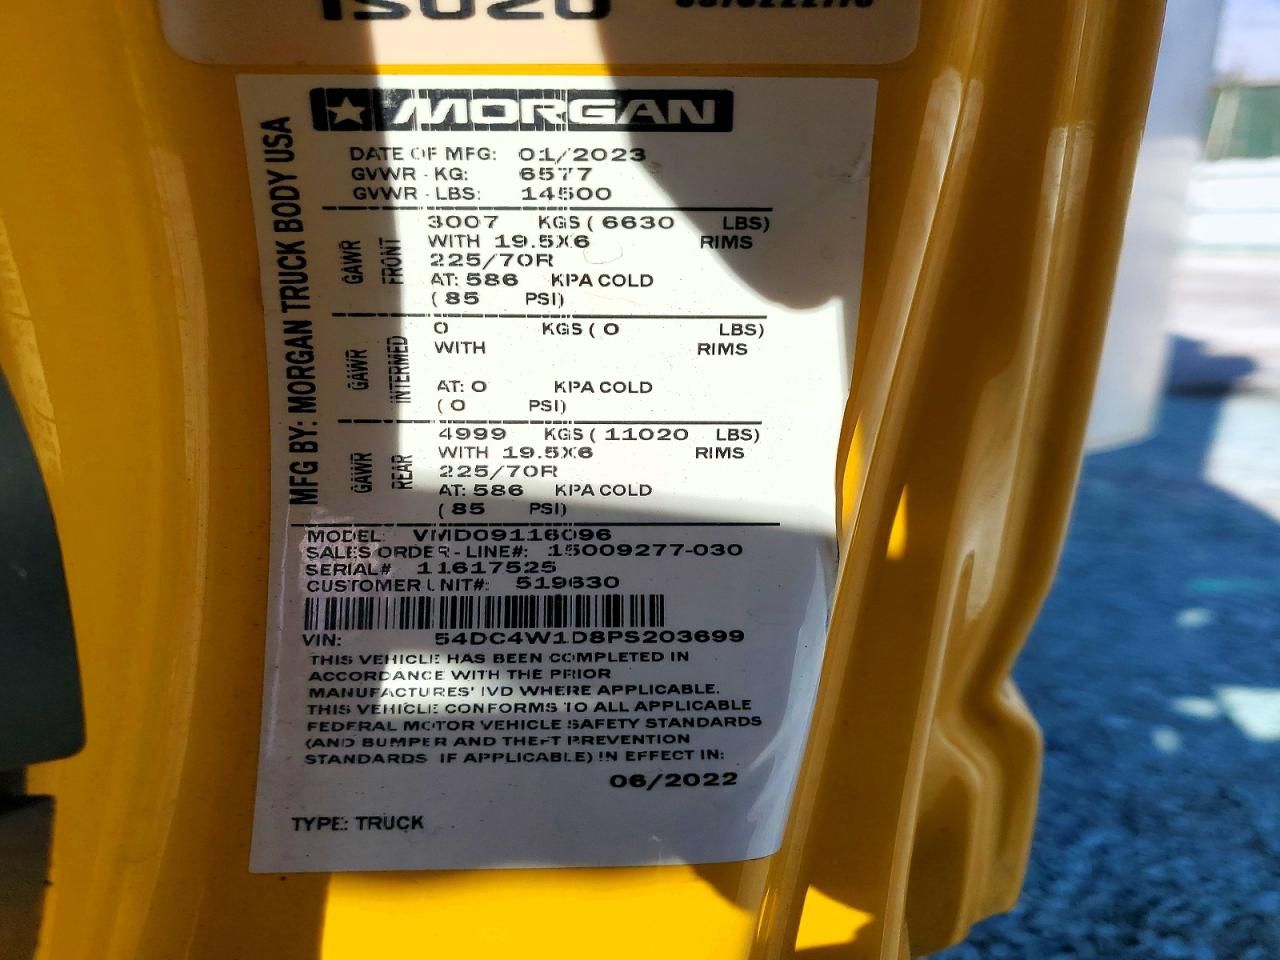 MORGAN
MFG BY: MORGAN TRUCK BODY USA
DATE OF MFG: 01/2023
GVWR - KG: 6577
GVWR - LBS: 14500
GAWR FRONT
3007 KGS ( 6630 LBS)
WITH 19.5X6 RIMS
225/70R
AT: 586 KPA COLD
( 85 PSI)
GAWR INTERMED
0 KGS ( 0 LBS)
WITH RIMS
AT: 0 KPA COLD
( 0 PSI)
GAWR REAR
4999 KGS ( 11020 LBS)
WITH 19.5X6 RIMS
225/70R
AT: 586 KPA COLD
( 85 PSI)
MODEL: VMD09116096
SALES ORDER - LINE#: 15009277-030
SERIAL# 11617525
CUSTOMER UNIT#: 519630
VIN: 54DC4W1D8PS203699
THIS VEHICLE HAS BEEN COMPLETED IN
ACCORDANCE WITH THE PRIOR
MANUFACTURES' IVD WHERE APPLICABLE.
THIS VEHICLE CONFORMS TO ALL APPLICABLE
FEDERAL MOTOR VEHICLE SAFETY STANDARDS
(AND BUMPER AND THEFT PREVENTION
STANDARDS IF APPLICABLE) IN EFFECT IN:
06/2022
TYPE: TRUCK